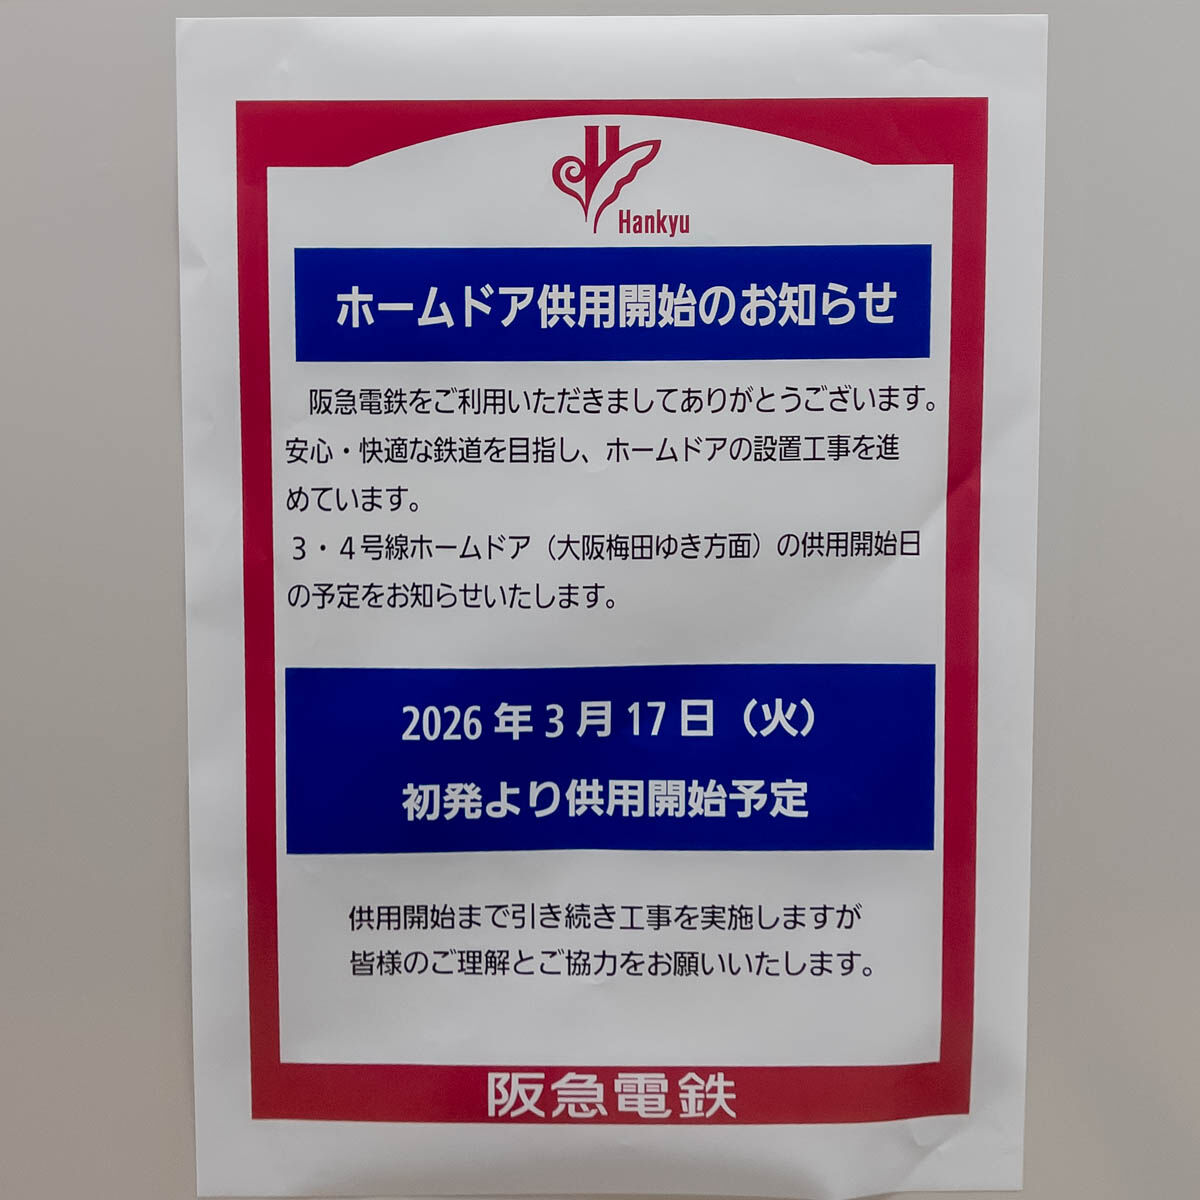 Hankyu
ホームドア供用開始のお知らせ
阪急電鉄をご利用いただきましてありがとうございます。
安心・快適な鉄道を目指し、ホームドアの設置工事を進
めています。
３・４号線ホームドア（大阪梅田ゆき方面）の供用開始日
の予定をお知らせいたします。
2026年3月17日（火）
初発より供用開始予定
供用開始まで引き続き工事を実施しますが
皆様のご理解とご協力をお願いいたします。
阪急電鉄